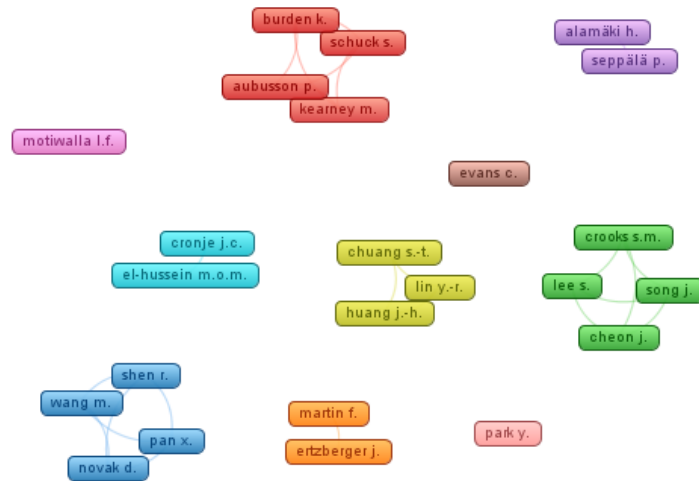 burden k.
schuck s.
alamäki h.
seppälä p.
aubusson p.
kearney m.
motiwalla l.f.
evans c.
cronje j.c.
el-hussein m.o.m.
chuang s.-t.
lin y.-r.
huang j.-h.
crooks s.m.
lee s.
song j.
cheon j.
shen r.
wang m.
pan x.
novak d.
martin f.
ertzberger j.
park y.